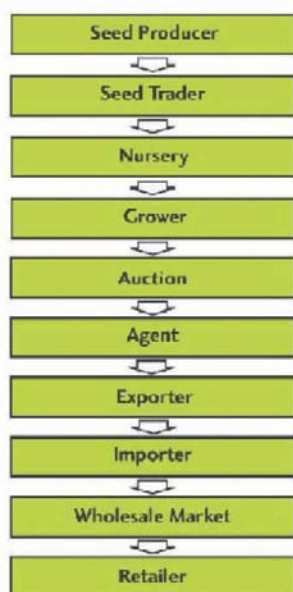 Seed Producer
Seed Trader
Nursery
Grower
Auction
Agent
Exporter
Importer
Wholesale Market
Retailer